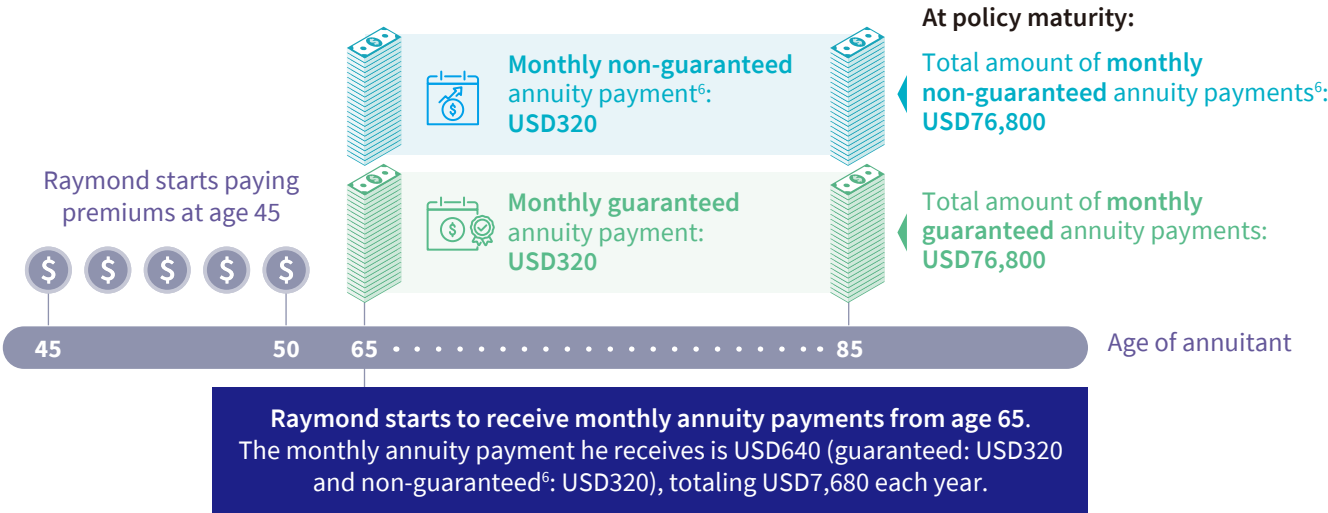 At policy maturity:
Monthly non-guaranteed
annuity payment⁶:
USD320
Total amount of monthly
non-guaranteed annuity payments⁶:
USD76,800
Raymond starts paying
premiums at age 45
$ $ $ $ $
Monthly guaranteed
annuity payment:
USD320
Total amount of monthly
guaranteed annuity payments:
USD76,800
45 50 65 85 Age of annuitant
Raymond starts to receive monthly annuity payments from age 65.
The monthly annuity payment he receives is USD640 (guaranteed: USD320
and non-guaranteed⁶: USD320), totaling USD7,680 each year.